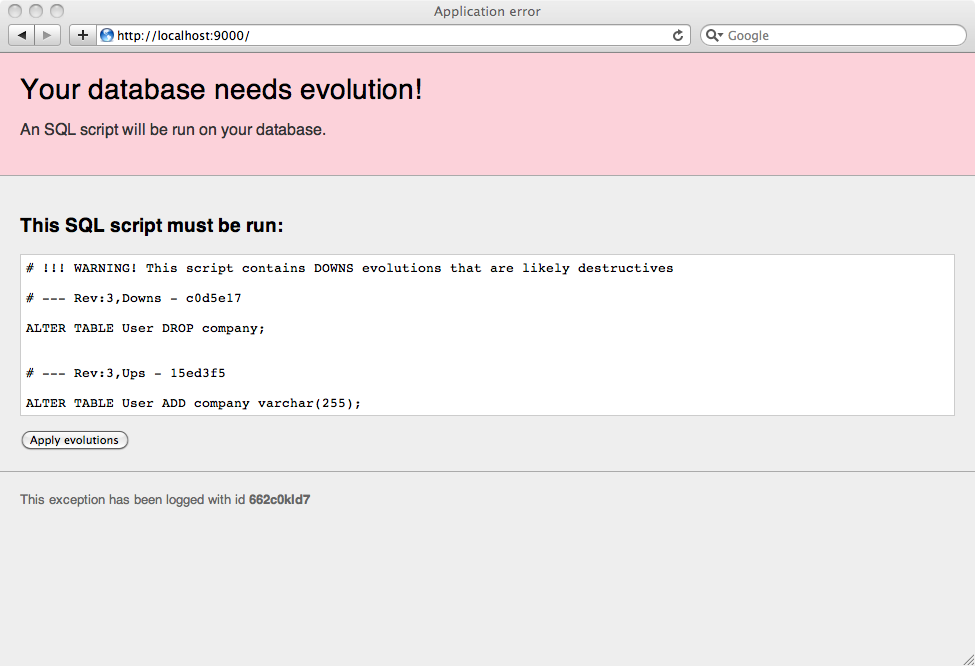 Application error
http://localhost:9000/
Google
Your database needs evolution!
An SQL script will be run on your database.
This SQL script must be run:
# !!! WARNING! This script contains DOWNS evolutions that are likely destructives
# --- Rev:3,Downs - c0d5e17
ALTER TABLE User DROP company;
# --- Rev:3,Ups - 15ed3f5
ALTER TABLE User ADD company varchar(255);
Apply evolutions
This exception has been logged with id 662c0kld7